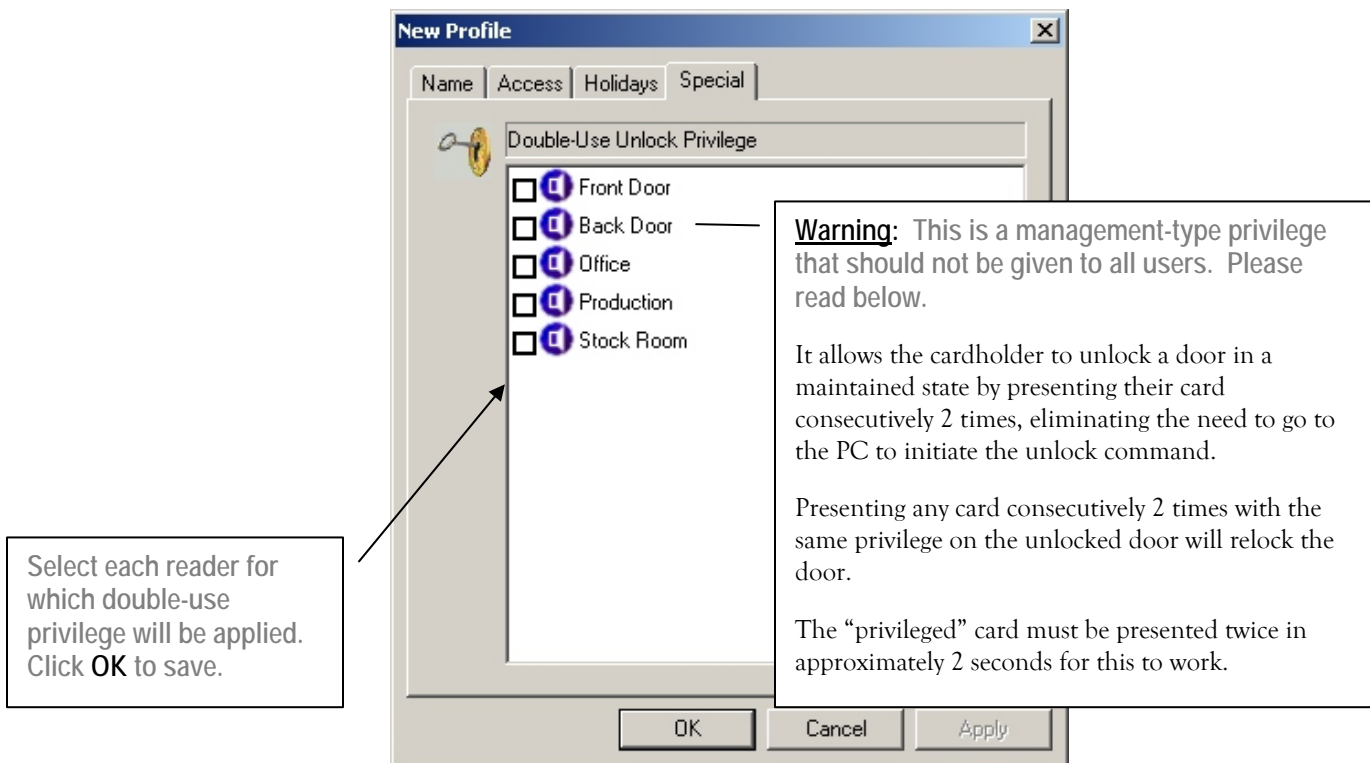 New Profile
Name Access Holidays Special
Double-Use Unlock Privilege
Front Door
Back Door
Office
Production
Stock Room
Warning: This is a management-type privilege
that should not be given to all users. Please
read below.
It allows the cardholder to unlock a door in a
maintained state by presenting their card
consecutively 2 times, eliminating the need to go to
the PC to initiate the unlock command.
Presenting any card consecutively 2 times with the
same privilege on the unlocked door will relock the
door.
The “privileged” card must be presented twice in
approximately 2 seconds for this to work.
Select each reader for
which double-use
privilege will be applied.
Click OK to save.
OK Cancel Apply